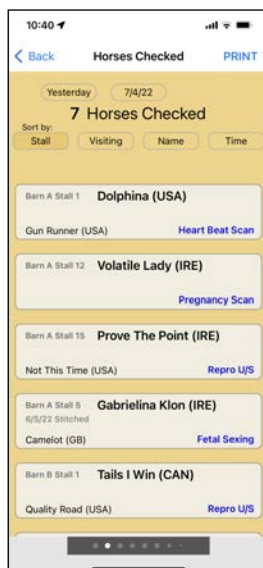 10:40
Back Horses Checked PRINT
Yesterday 7/4/22
7 Horses Checked
Sort by:
Stall Visiting Name Time
Barn A Stall 1 Dolphina (USA)
Gun Runner (USA) Heart Beat Scan
Barn A Stall 12 Volatile Lady (IRE)
Pregnancy Scan
Barn A Stall 15 Prove The Point (IRE)
Not This Time (USA) Repro U/S
Barn A Stall 5 Gabrielina Klon (IRE)
6/5/22 Stitched
Camelot (GB) Fetal Sexing
Barn B Stall 1 Tails I Win (CAN)
Quality Road (USA) Repro U/S